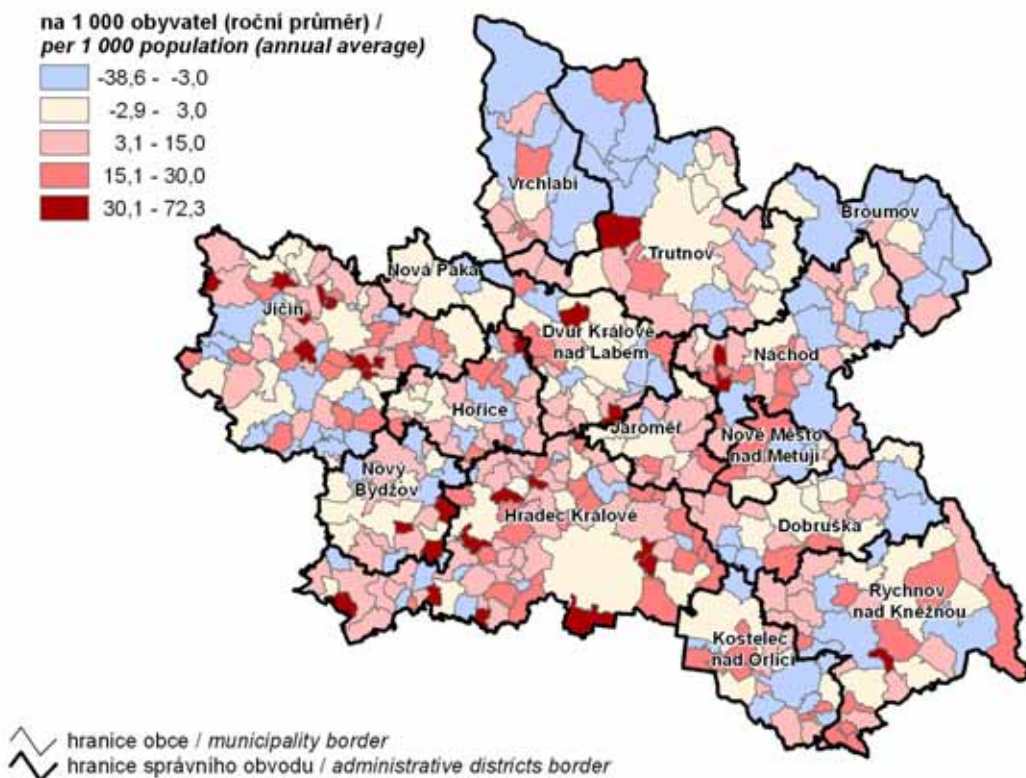 na 1 000 obyvatel (roční průměr) /
per 1 000 population (annual average)
-38,6 - -3,0
-2,9 - 3,0
3,1 - 15,0
15,1 - 30,0
30,1 - 72,3
Vrchlabí
Broumov
Trutnov
Nová Paka
Jičín
Dvůr Králové
nad Labem
Náchod
Hořice
Jaroměř
Nové Město
nad Metují
Nový
Bydžov
Hradec Králové
Dobruška
Rychnov
nad Kněžnou
Kostelec
nad Orlicí
hranice obce / municipality border
hranice správního obvodu / administrative districts border